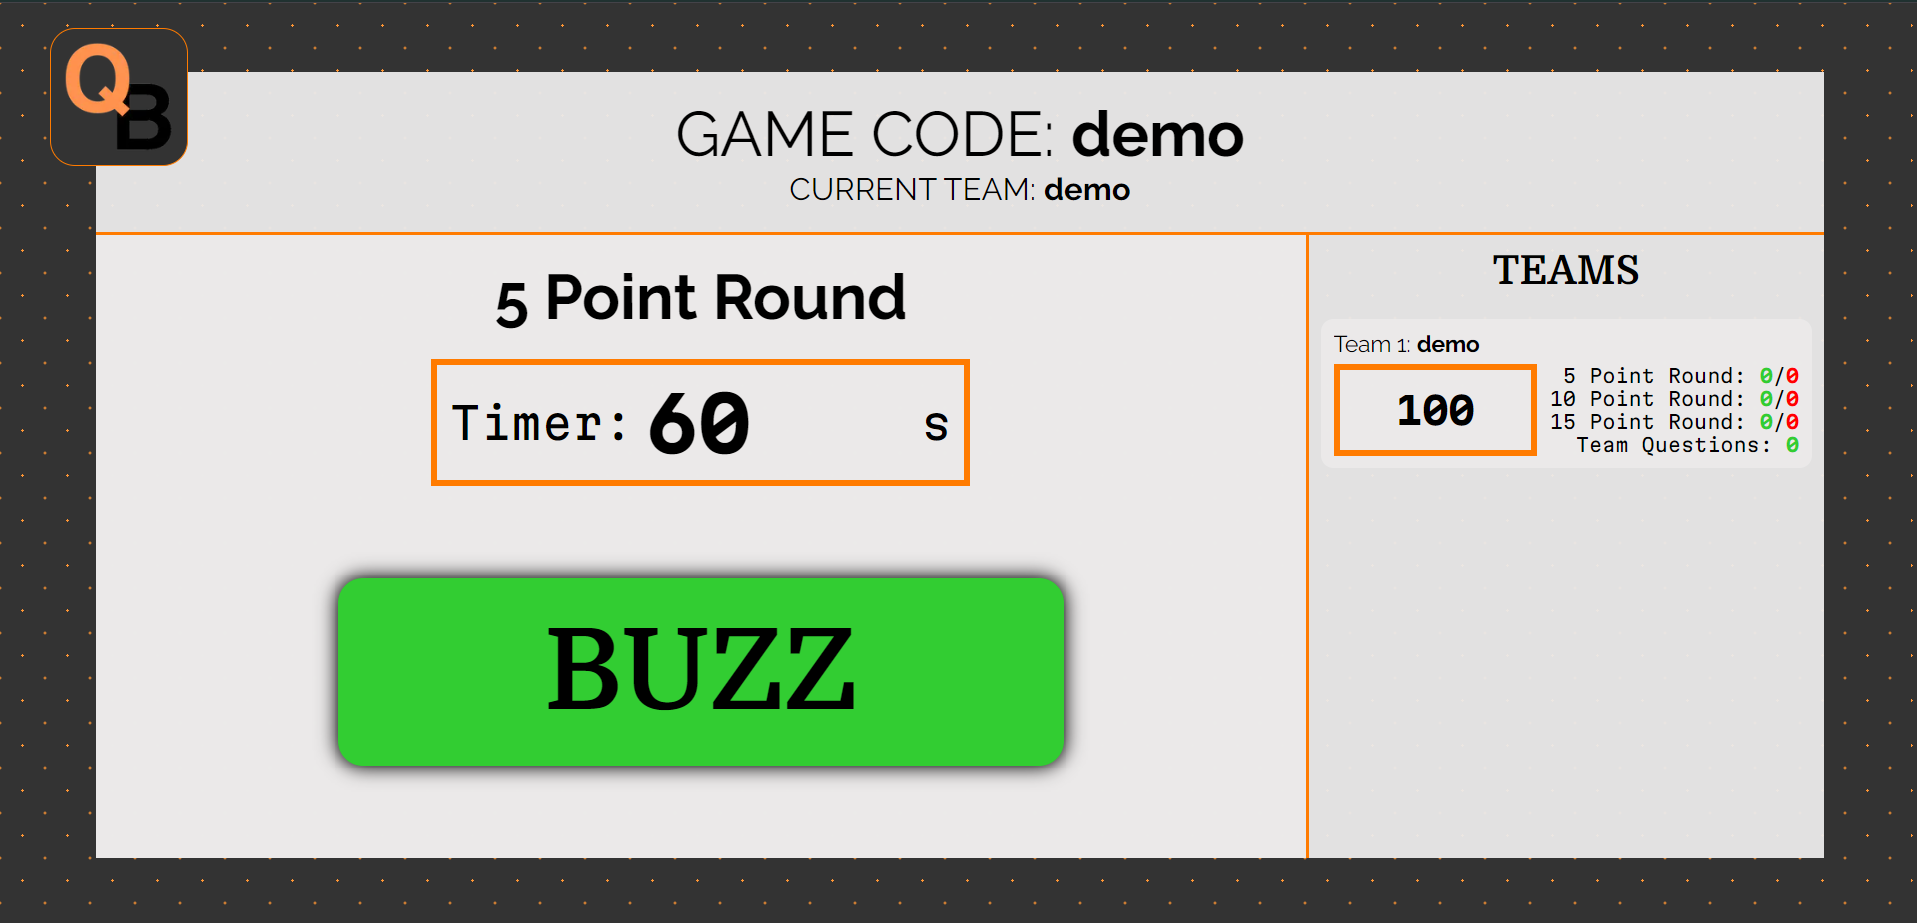 QB
GAME CODE: demo
CURRENT TEAM: demo
5 Point Round
Timer: 60 s
BUZZ
TEAMS
Team 1: demo
100
5 Point Round: 0/0
10 Point Round: 0/0
15 Point Round: 0/0
Team Questions: 0